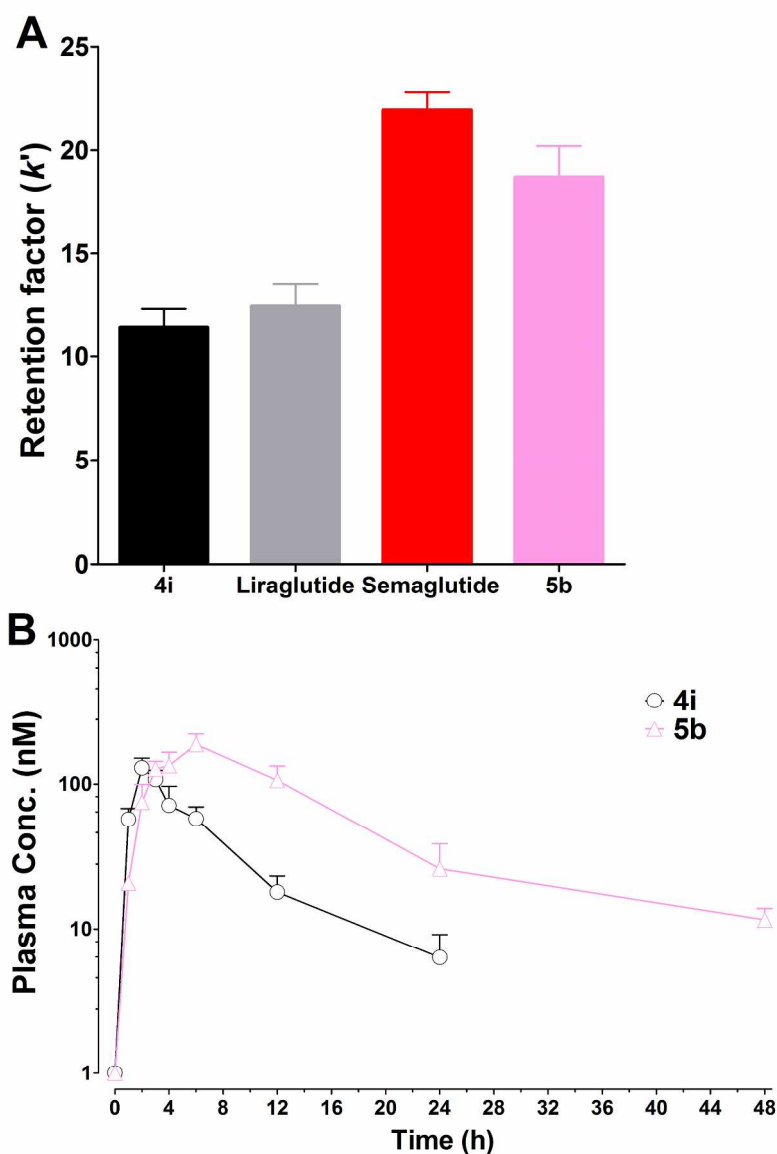 A
Retention factor (k')
25
20
15
10
5
0
4i Liraglutide Semaglutide 5b
B
Plasma Conc. (nM)
1000
100
10
1
4i
5b
0 4 8 12 16 20 24 28 32 36 40 44 48
Time (h)